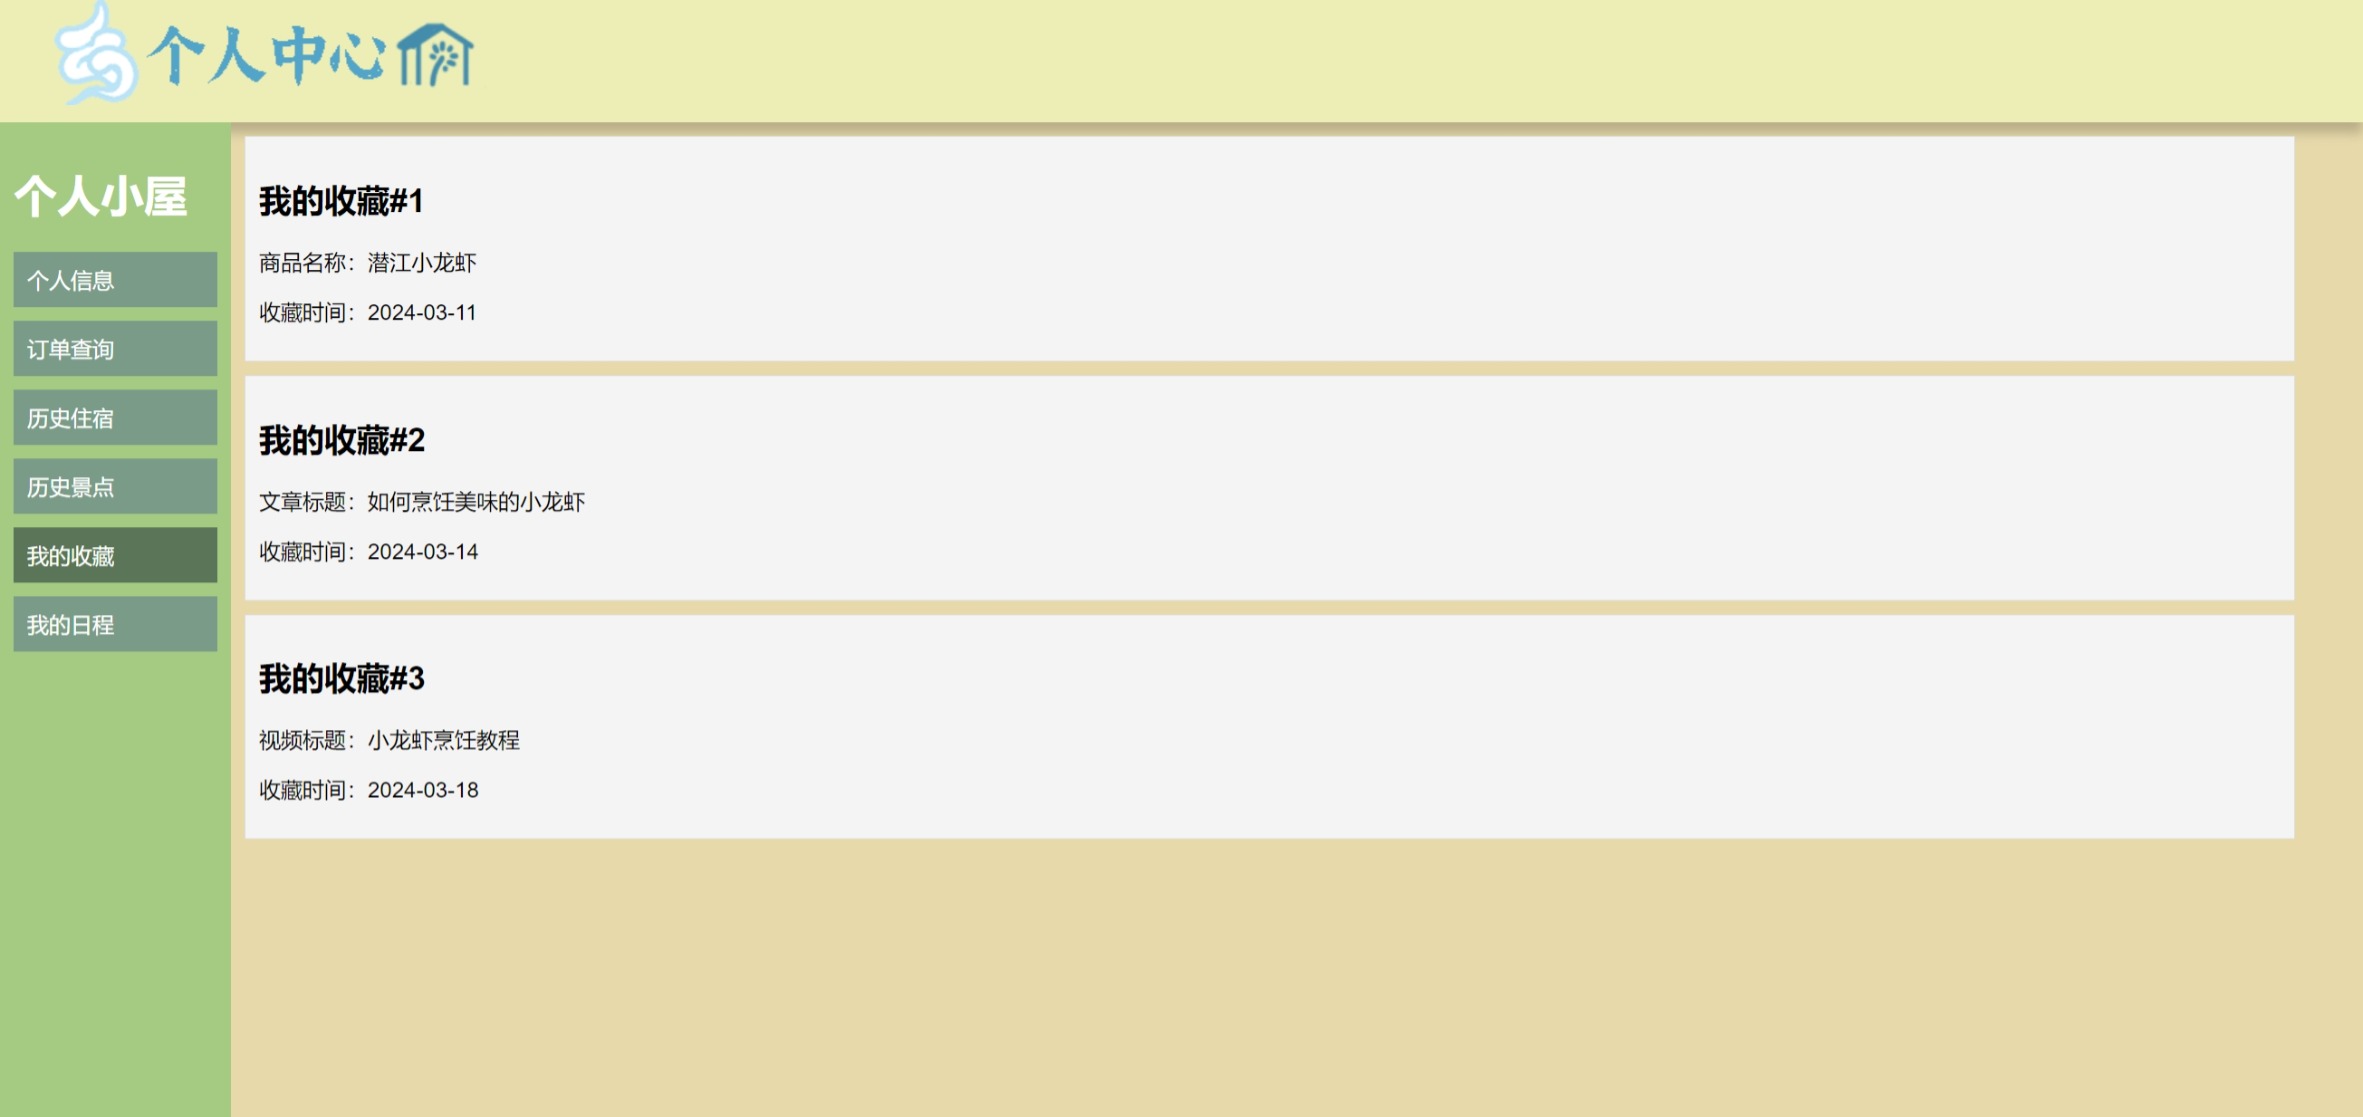 个人中心
个人小屋
个人信息
订单查询
历史住宿
历史景点
我的收藏
我的日程
我的收藏#1
商品名称：潜江小龙虾
收藏时间：2024-03-11
我的收藏#2
文章标题：如何烹饪美味的小龙虾
收藏时间：2024-03-14
我的收藏#3
视频标题：小龙虾烹饪教程
收藏时间：2024-03-18